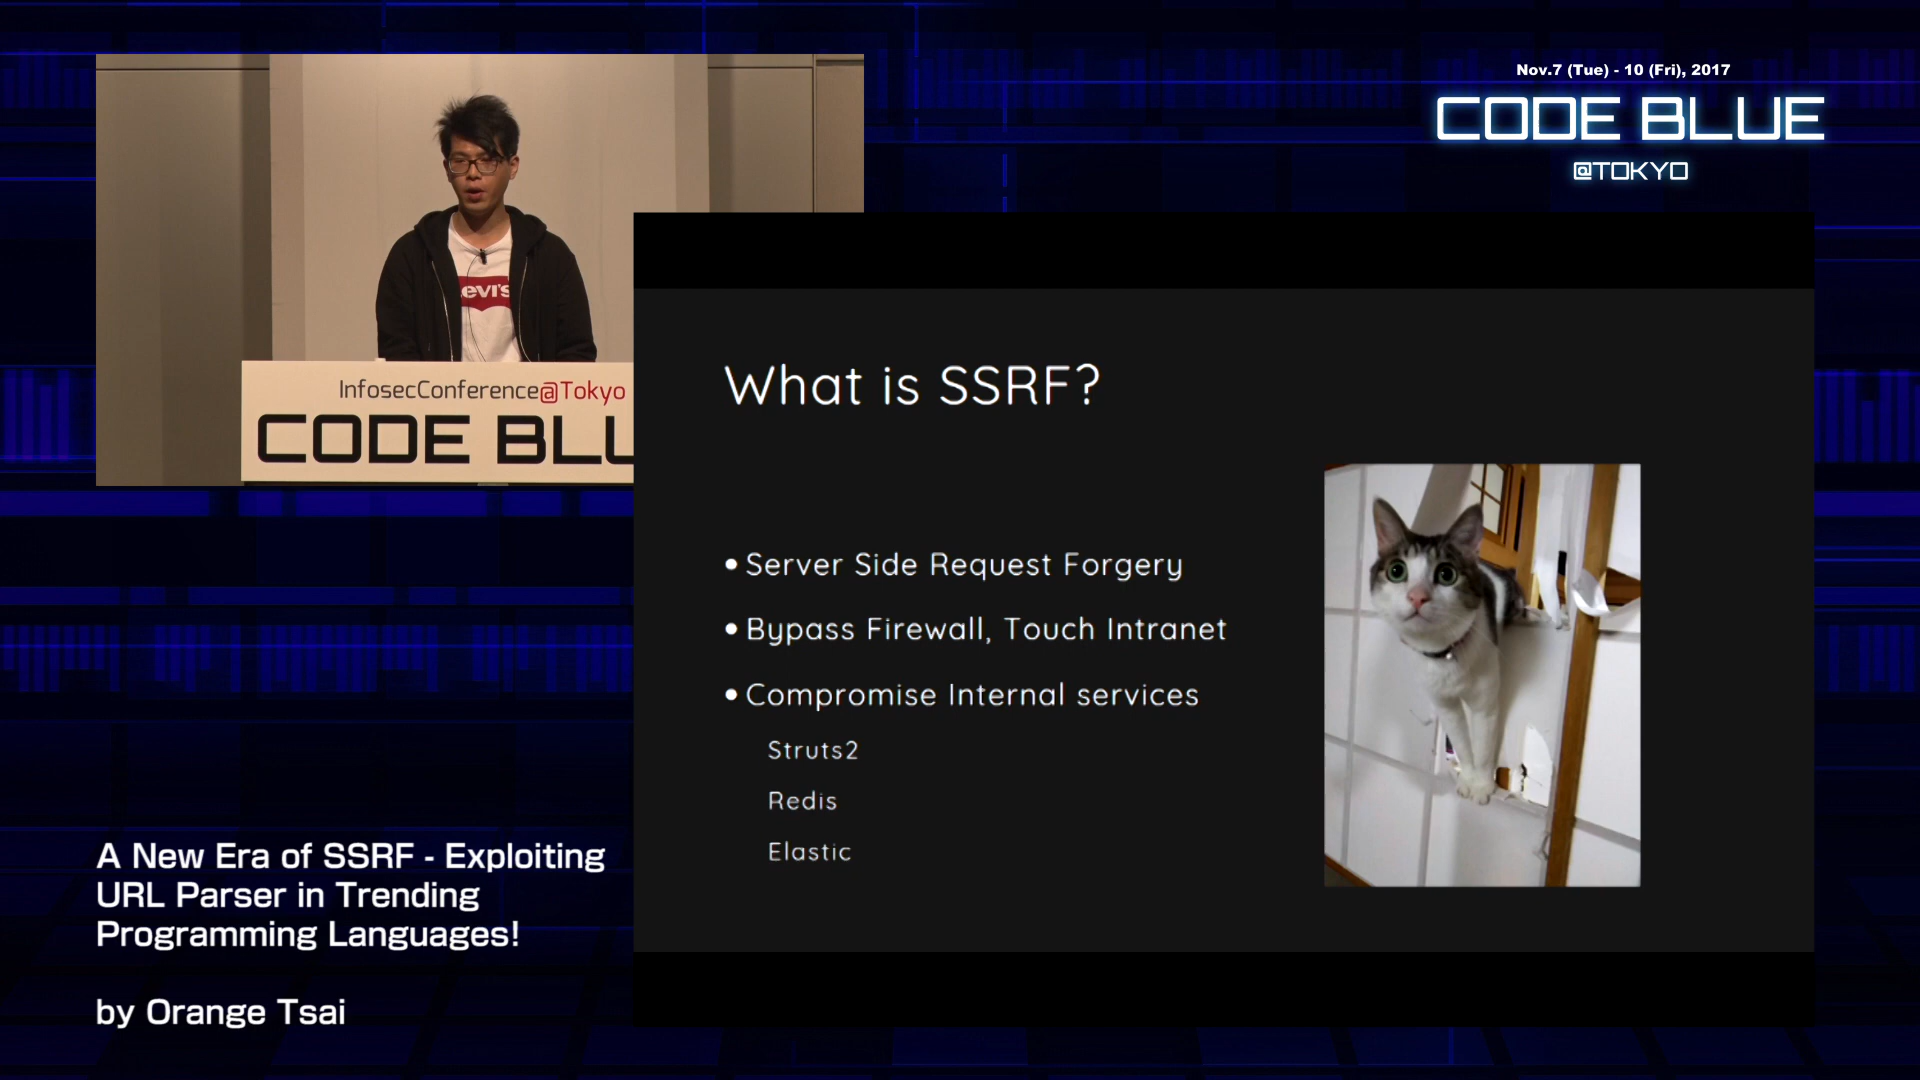 Nov.7 (Tue) - 10 (Fri), 2017
CODE BLUE
@TOKYO
evi's
InfosecConference@Tokyo
CODE BLU
What is SSRF?
• Server Side Request Forgery
• Bypass Firewall, Touch Intranet
• Compromise Internal services
Struts2
Redis
Elastic
A New Era of SSRF - Exploiting
URL Parser in Trending
Programming Languages!
by Orange Tsai